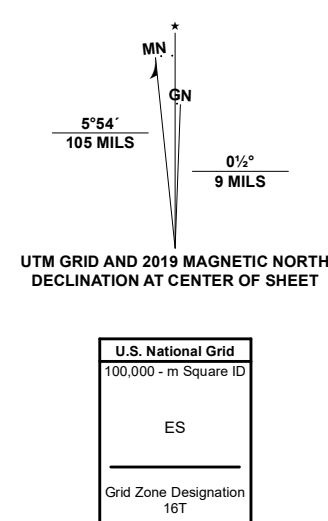 ★
MN
GN
5°54´
105 MILS
0½°
9 MILS
UTM GRID AND 2019 MAGNETIC NORTH
DECLINATION AT CENTER OF SHEET
U.S. National Grid
100,000 - m Square ID
ES
Grid Zone Designation
16T